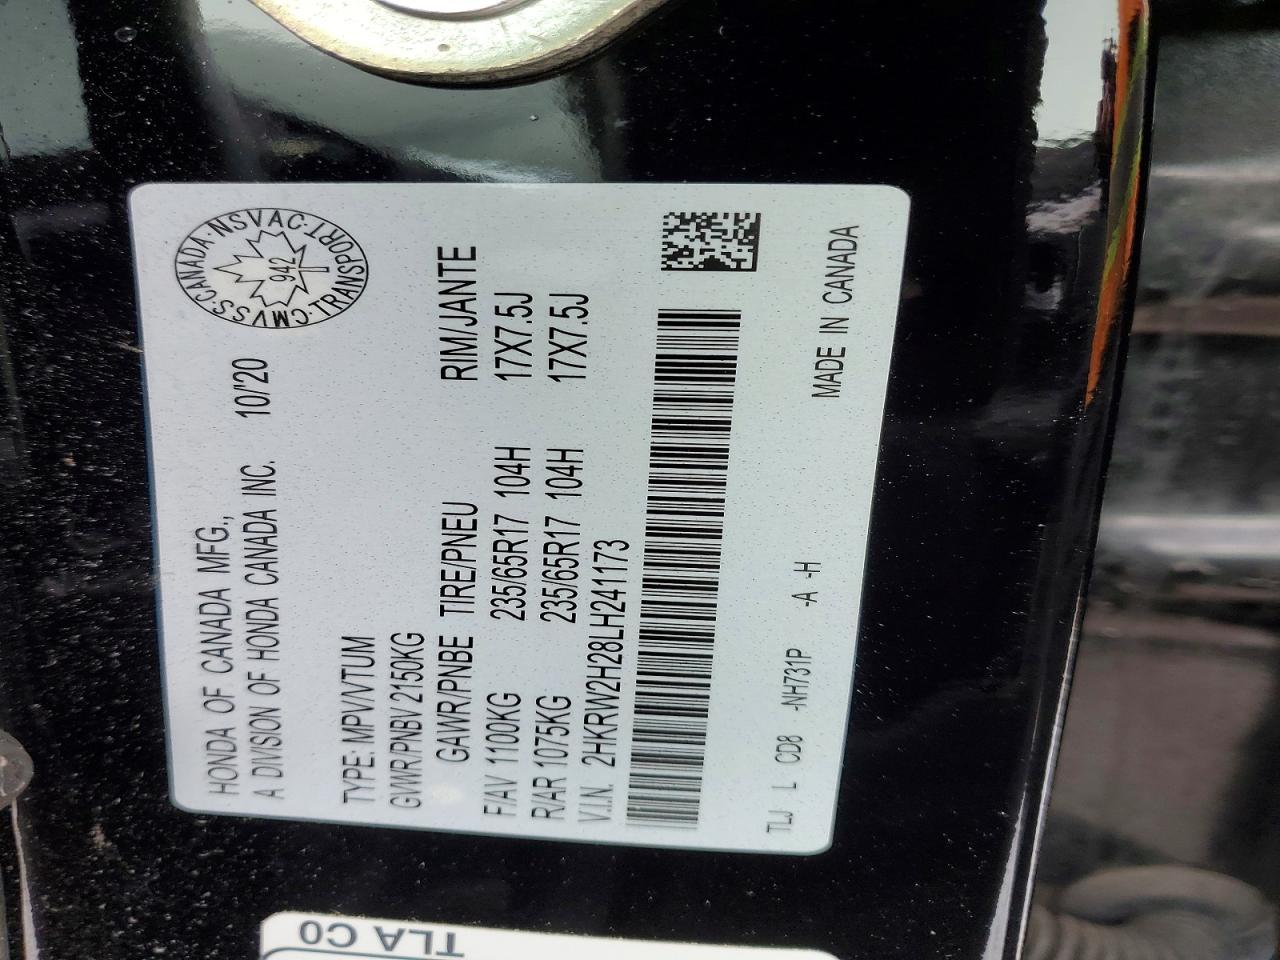 HONDA OF CANADA MFG.,
A DIVISION OF HONDA CANADA INC. 10/'20
CMVSS·CANADA·NSVAC·TRANSPORT·
942
TYPE: MPV/VTUM
GVWR/PNBV 2150KG
GAWR/PNBE TIRE/PNEU RIM/JANTE
F/AV 1100KG 235/65R17 104H 17X7.5J
R/AR 1075KG 235/65R17 104H 17X7.5J
V.I.N. 2HKRW2H28LH241173
TLJ L CD8 -NH731P -A -H
MADE IN CANADA
TLA C0